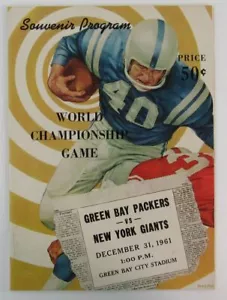 Souvenir Program
PRICE
50¢
40
WORLD
CHAMPIONSHIP
GAME
GREEN BAY PACKERS
VS
NEW YORK GIANTS
DECEMBER 31, 1961
1:00 P.M.
GREEN BAY CITY STADIUM